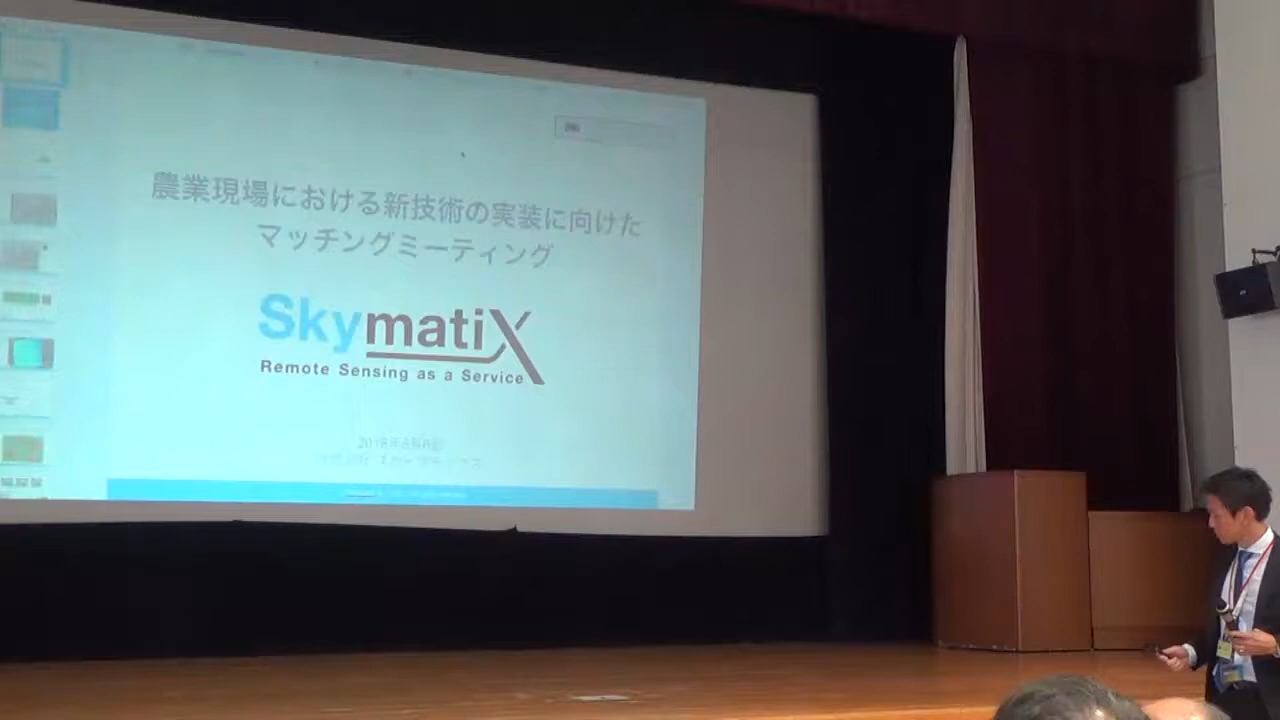 農業現場における新技術の実装に向けた
マッチングミーティング
SkymatiX
Remote Sensing as a Service